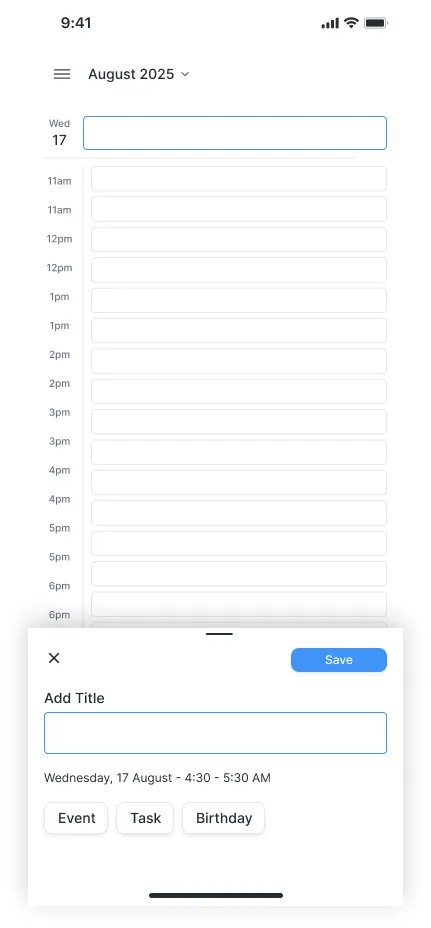 9:41
August 2025
Wed
17
11am
11am
12pm
12pm
1pm
1pm
2pm
2pm
3pm
3pm
4pm
4pm
5pm
5pm
6pm
6pm
Save
Add Title
Wednesday, 17 August - 4:30 - 5:30 AM
Event Task Birthday